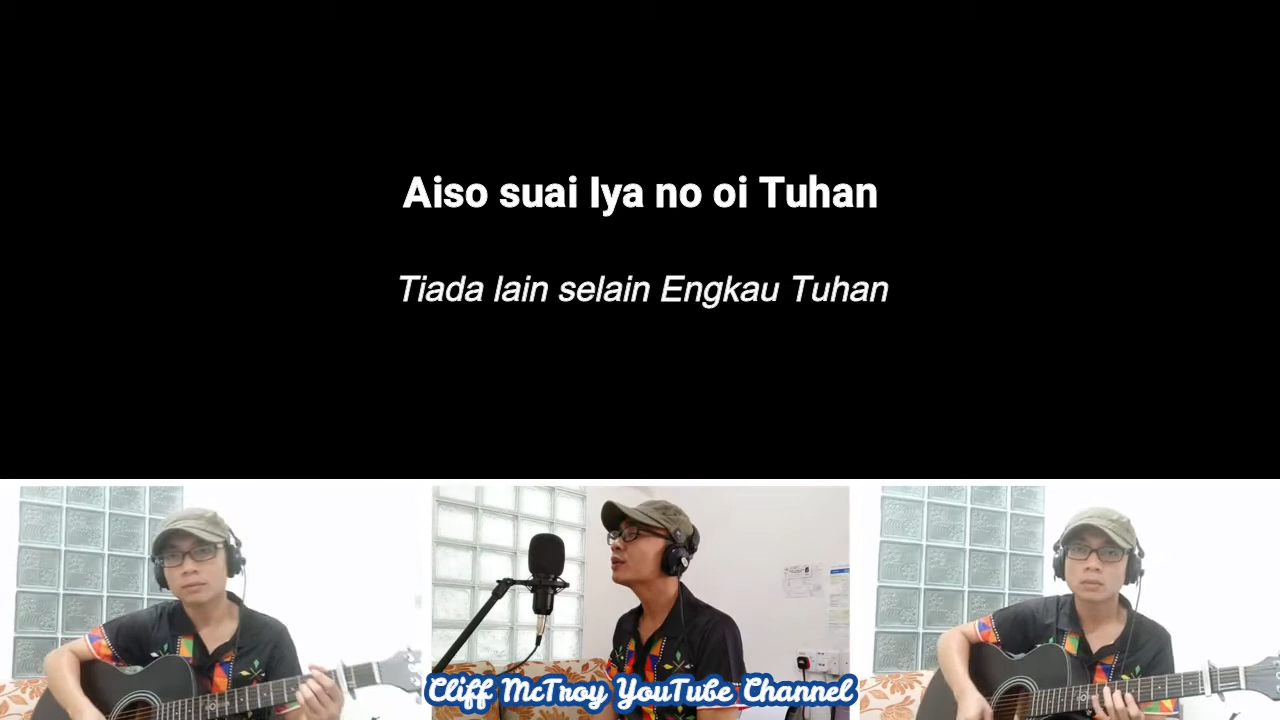 Aiso suai Iya no oi Tuhan
Tiada lain selain Engkau Tuhan
Cliff McTroy YouTube Channel